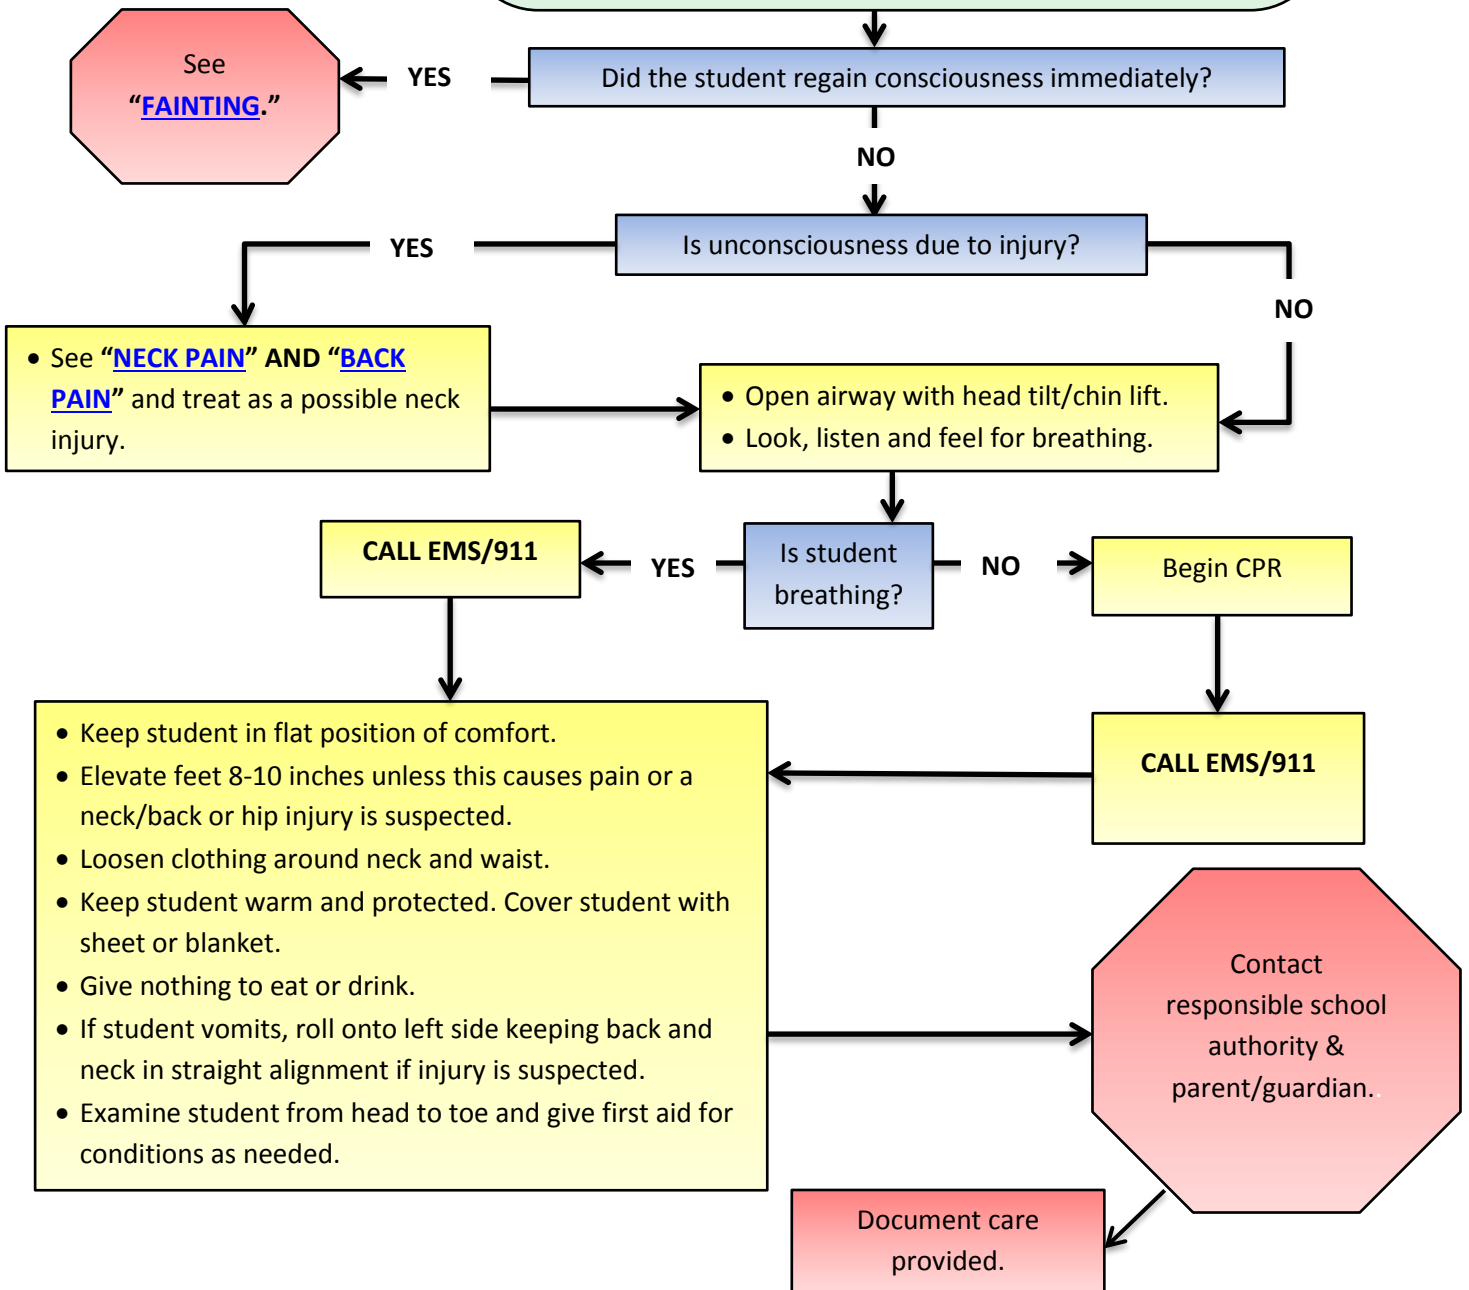 See
“FAINTING.”
YES
Did the student regain consciousness immediately?
NO
YES
Is unconsciousness due to injury?
NO
• See “NECK PAIN” AND “BACK
PAIN” and treat as a possible neck
injury.
• Open airway with head tilt/chin lift.
• Look, listen and feel for breathing.
CALL EMS/911
YES
Is student
breathing?
NO
Begin CPR
• Keep student in flat position of comfort.
• Elevate feet 8-10 inches unless this causes pain or a
neck/back or hip injury is suspected.
• Loosen clothing around neck and waist.
• Keep student warm and protected. Cover student with
sheet or blanket.
• Give nothing to eat or drink.
• If student vomits, roll onto left side keeping back and
neck in straight alignment if injury is suspected.
• Examine student from head to toe and give first aid for
conditions as needed.
CALL EMS/911
Contact
responsible school
authority &
parent/guardian..
Document care
provided.